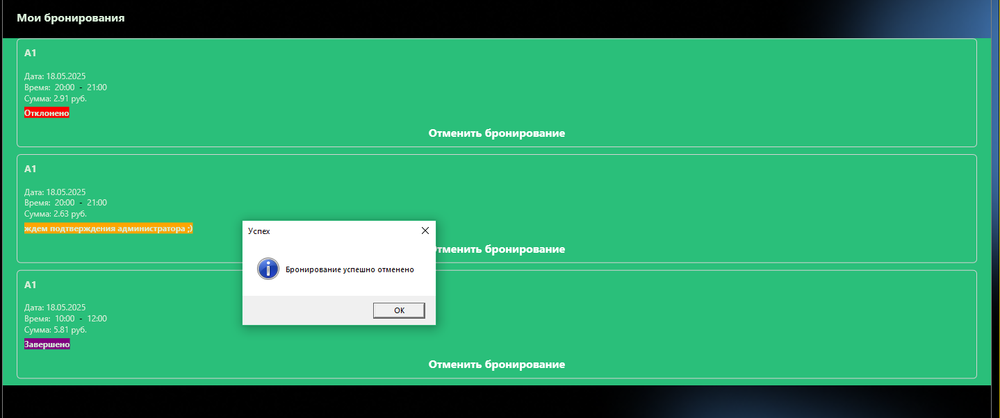 Мои бронирования
A1
Дата: 18.05.2025
Время: 20:00 - 21:00
Сумма: 2.91 руб.
Отклонено
Отменить бронирование
A1
Дата: 18.05.2025
Время: 20:00 - 21:00
Сумма: 2.63 руб.
ждем подтверждения администратора ;)
Отменить бронирование
Успех
Бронирование успешно отменено
OK
A1
Дата: 18.05.2025
Время: 10:00 - 12:00
Сумма: 5.81 руб.
Завершено
Отменить бронирование